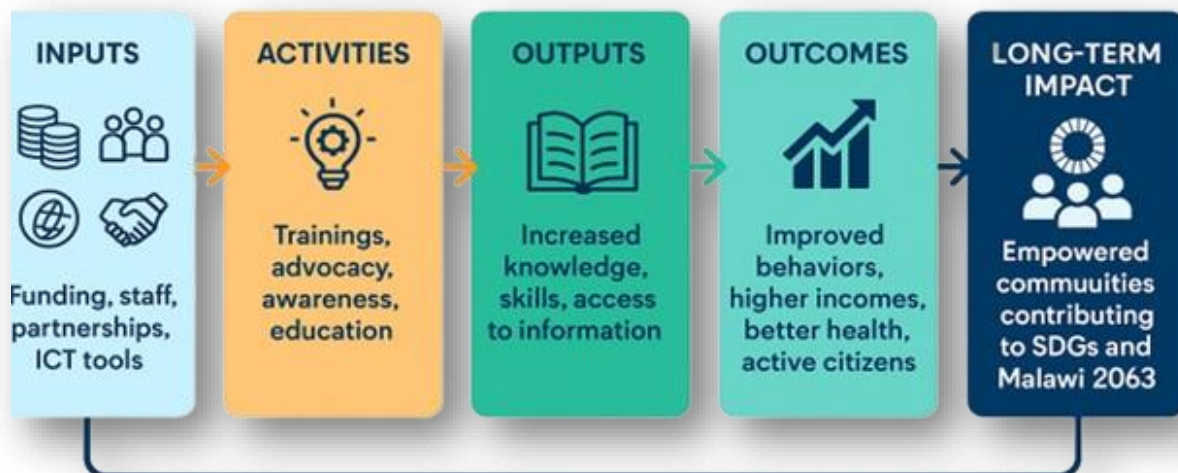 INPUTS
Funding, staff,
partnerships,
ICT tools
ACTIVITIES
Trainings,
advocacy,
awareness,
education
OUTPUTS
Increased
knowledge,
skills, access
to information
OUTCOMES
Improved
behaviors,
higher incomes,
better health,
active citizens
LONG-TERM
IMPACT
Empowered
commuuities
contributing
to SDGs and
Malawi 2063